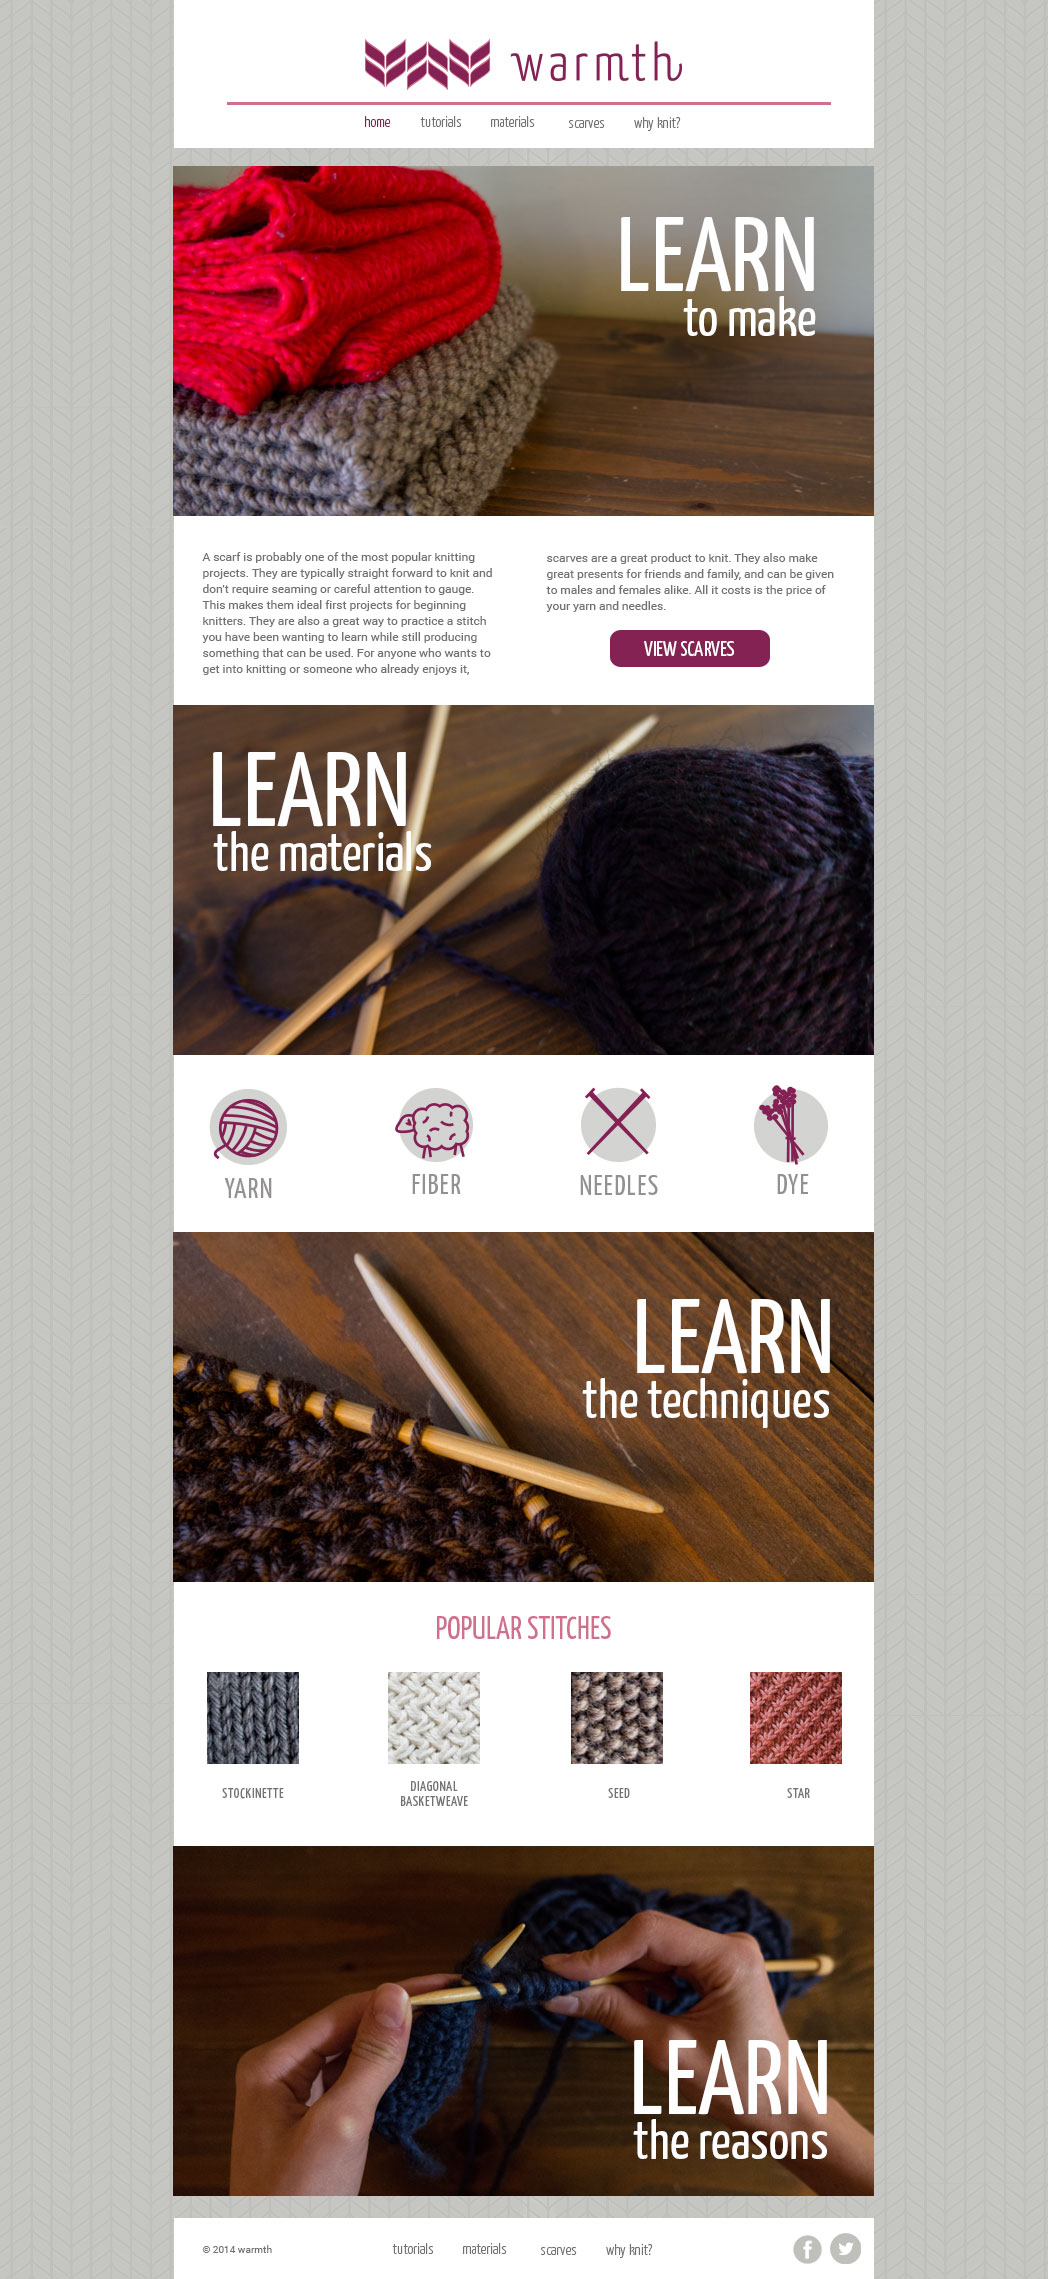 warmth
home tutorials materials scarves why knit?
LEARN
to make
A scarf is probably one of the most popular knitting
projects. They are typically straight forward to knit and
don't require seaming or careful attention to gauge.
This makes them ideal first projects for beginning
knitters. They are also a great way to practice a stitch
you have been wanting to learn while still producing
something that can be used. For anyone who wants to
get into knitting or someone who already enjoys it,
scarves are a great product to knit. They also make
great presents for friends and family, and can be given
to males and females alike. All it costs is the price of
your yarn and needles.
VIEW SCARVES
LEARN
the materials
YARN FIBER NEEDLES DYE
LEARN
the techniques
POPULAR STITCHES
STOCKINETTE
DIAGONAL
BASKETWEAVE
SEED
STAR
LEARN
the reasons
© 2014 warmth tutorials materials scarves why knit?